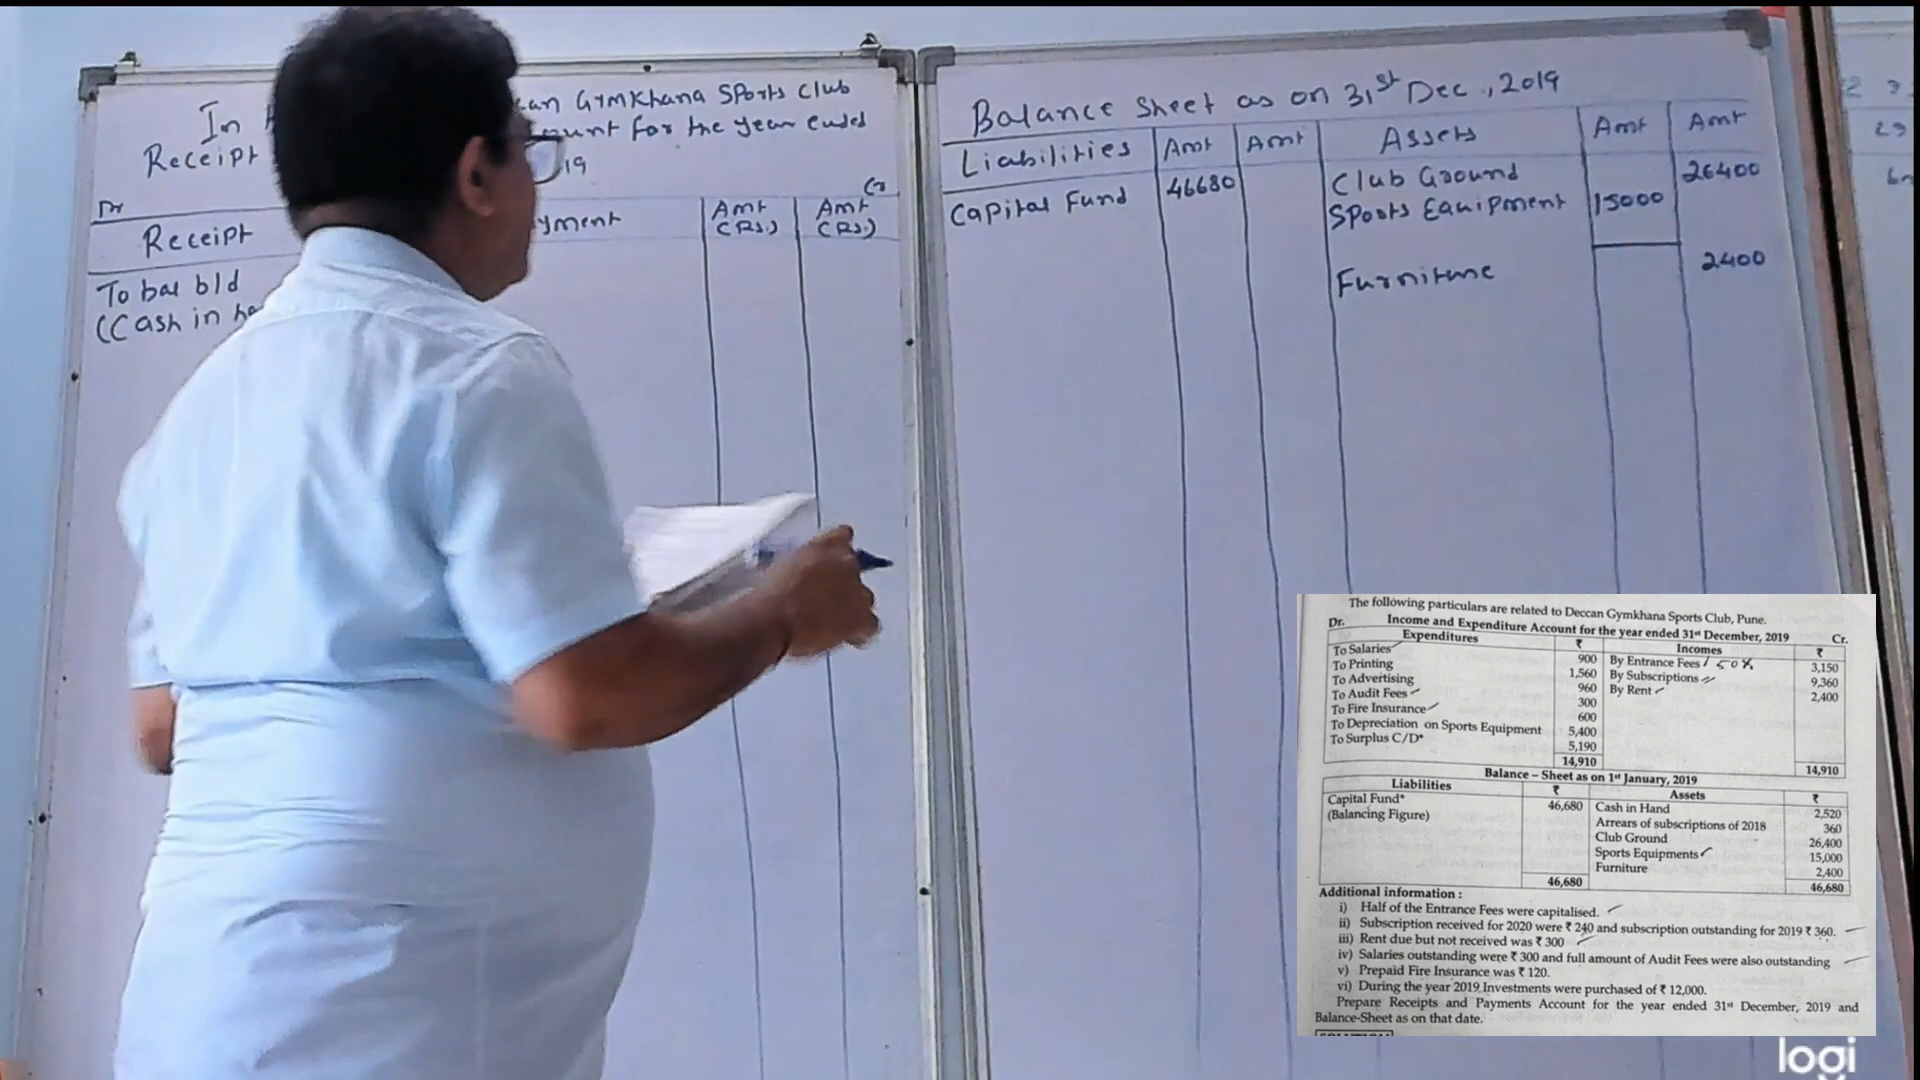 In
can Gymkhana Sports Club
Receipt
ount for the year ended
19
Dr
Cr
Receipt
yment
Amt
(Rs.)
Amt
(Rs.)
To bal b/d
(Cash in ha
Balance Sheet as on 31st Dec., 2019
Liabilities Amt Amt Assets Amt Amt
Capital Fund 46680 Club Ground 26400
Sports Equipment 15000
Furniture 2400
The following particulars are related to Deccan Gymkhana Sports Club, Pune.
Dr. Income and Expenditure Account for the year ended 31st December, 2019 Cr.
Expenditures ₹ Incomes ₹
To Salaries 900 By Entrance Fees / 50% 3,150
To Printing 1,560 By Subscriptions 9,360
To Advertising 960 By Rent 2,400
To Audit Fees 300
To Fire Insurance 600
To Depreciation on Sports Equipment 5,400
To Surplus C/D* 5,190
14,910 14,910
Balance – Sheet as on 1st January, 2019
Liabilities ₹ Assets ₹
Capital Fund* 46,680 Cash in Hand 2,520
(Balancing Figure) Arrears of subscriptions of 2018 360
Club Ground 26,400
Sports Equipments 15,000
Furniture 2,400
46,680 46,680
Additional information :
i) Half of the Entrance Fees were capitalised.
ii) Subscription received for 2020 were ₹ 240 and subscription outstanding for 2019 ₹ 360.
iii) Rent due but not received was ₹ 300
iv) Salaries outstanding were ₹ 300 and full amount of Audit Fees were also outstanding
v) Prepaid Fire Insurance was ₹ 120.
vi) During the year 2019 Investments were purchased of ₹ 12,000.
Prepare Receipts and Payments Account for the year ended 31st December, 2019 and
Balance-Sheet as on that date.
logi